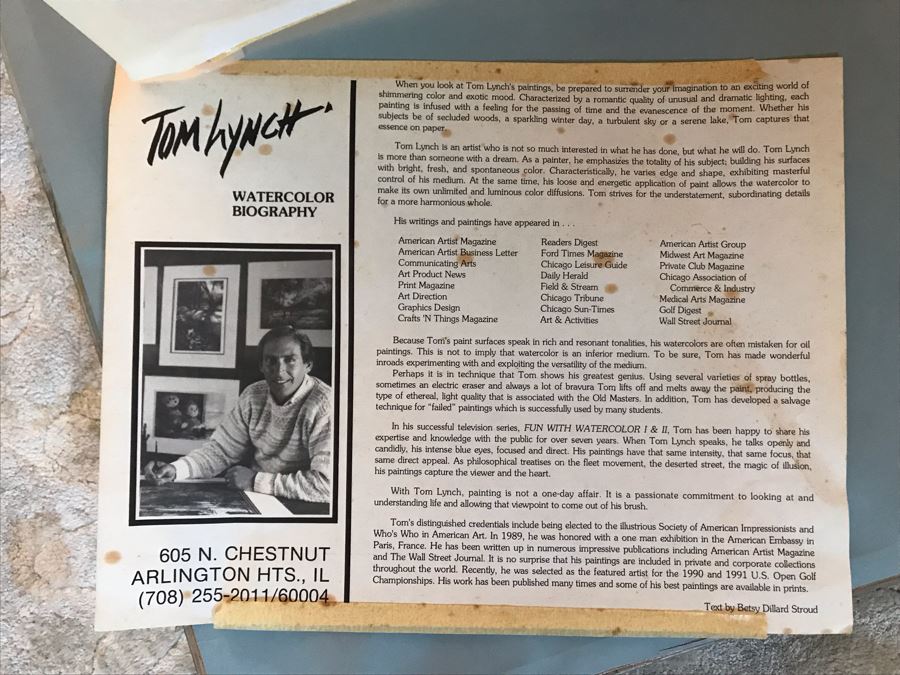 TOM LYNCH
WATERCOLOR
BIOGRAPHY
605 N. CHESTNUT
ARLINGTON HTS., IL
(708) 255-2011/60004
When you look at Tom Lynch's paintings, be prepared to surrender your imagination to an exciting world of
shimmering color and exotic mood. Characterized by a romantic quality of unusual and dramatic lighting, each
painting is infused with a feeling for the passing of time and the evanescence of the moment. Whether his
subjects be of secluded woods, a sparkling winter day, a turbulent sky or a serene lake, Tom captures that
essence on paper.
Tom Lynch is an artist who is not so much interested in what he has done, but what he will do. Tom Lynch
is more than someone with a dream. As a painter, he emphasizes the totality of his subject; building his surfaces
with bright, fresh, and spontaneous color. Characteristically, he varies edge and shape, exhibiting masterful
control of his medium. At the same time, his loose and energetic application of paint allows the watercolor to
make its own unlimited and luminous color diffusions. Tom strives for the understatement, subordinating details
for a more harmonious whole.
His writings and paintings have appeared in . . .
American Artist Magazine
American Artist Business Letter
Communicating Arts
Art Product News
Print Magazine
Art Direction
Graphics Design
Crafts 'N Things Magazine
Readers Digest
Ford Times Magazine
Chicago Leisure Guide
Daily Herald
Field & Stream
Chicago Tribune
Chicago Sun-Times
Art & Activities
American Artist Group
Midwest Art Magazine
Private Club Magazine
Chicago Association of
Commerce & Industry
Medical Arts Magazine
Golf Digest
Wall Street Journal
Because Tom's paint surfaces speak in rich and resonant tonalities, his watercolors are often mistaken for oil
paintings. This is not to imply that watercolor is an inferior medium. To be sure, Tom has made wonderful
inroads experimenting with and exploiting the versatility of the medium.
Perhaps it is in technique that Tom shows his greatest genius. Using several varieties of spray bottles,
sometimes an electric eraser and always a lot of bravura Tom lifts off and melts away the paint, producing the
type of ethereal, light quality that is associated with the Old Masters. In addition, Tom has developed a salvage
technique for "failed" paintings which is successfully used by many students.
In his successful television series, FUN WITH WATERCOLOR I & II, Tom has been happy to share his
expertise and knowledge with the public for over seven years. When Tom Lynch speaks, he talks openly and
candidly, his intense blue eyes, focused and direct. His paintings have that same intensity, that same focus, that
same direct appeal. As philosophical treatises on the fleet movement, the deserted street, the magic of illusion,
his paintings capture the viewer and the heart.
With Tom Lynch, painting is not a one-day affair. It is a passionate commitment to looking at and
understanding life and allowing that viewpoint to come out of his brush.
Tom's distinguished credentials include being elected to the illustrious Society of American Impressionists and
Who's Who in American Art. In 1989, he was honored with a one man exhibition in the American Embassy in
Paris, France. He has been written up in numerous impressive publications including American Artist Magazine
and The Wall Street Journal. It is no surprise that his paintings are included in private and corporate collections
throughout the world. Recently, he was selected as the featured artist for the 1990 and 1991 U.S. Open Golf
Championships. His work has been published many times and some of his best paintings are available in prints.
Text by Betsy Dillard Stroud